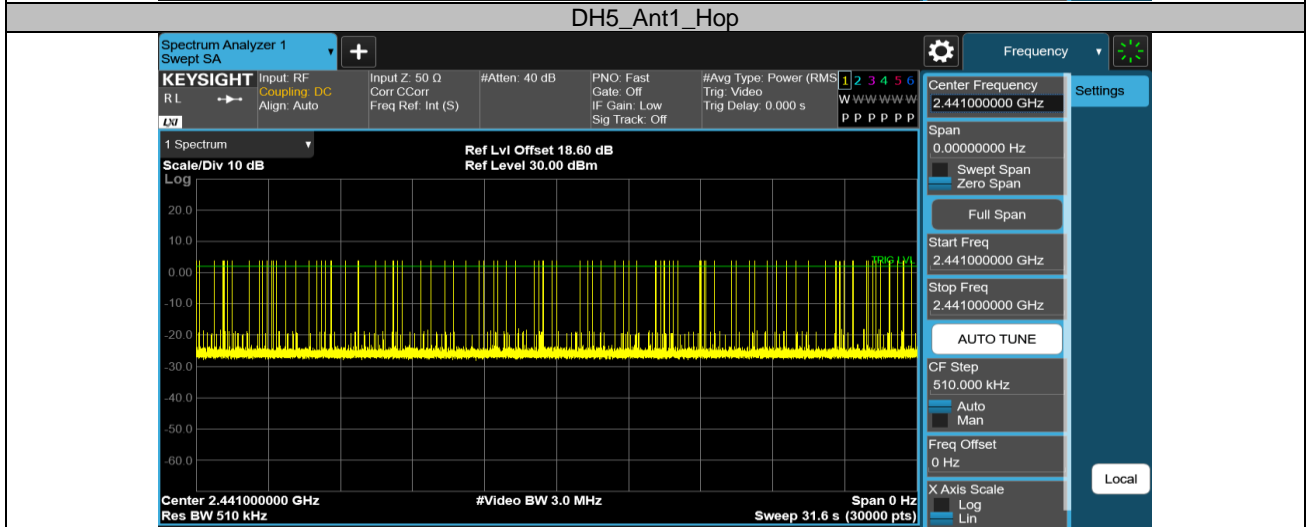 DH5_Ant1_Hop
Spectrum Analyzer 1
Swept SA
Frequency
KEYSIGHT
RL
LXI
Input: RF
Coupling: DC
Align: Auto
Input Z: 50 Ω
Corr CCorr
Freq Ref: Int (S)
#Atten: 40 dB
PNO: Fast
Gate: Off
IF Gain: Low
Sig Track: Off
#Avg Type: Power (RMS
Trig: Video
Trig Delay: 0.000 s
1 2 3 4 5 6
W W W W W W
P P P P P P
1 Spectrum
Scale/Div 10 dB
Ref Lvl Offset 18.60 dB
Ref Level 30.00 dBm
Log
20.0
10.0
0.00
TRIG LVL
-10.0
-20.0
-30.0
-40.0
-50.0
-60.0
Center 2.441000000 GHz
Res BW 510 kHz
#Video BW 3.0 MHz
Span 0 Hz
Sweep 31.6 s (30000 pts)
Center Frequency
2.441000000 GHz
Settings
Span
0.00000000 Hz
Swept Span
Zero Span
Full Span
Start Freq
2.441000000 GHz
Stop Freq
2.441000000 GHz
AUTO TUNE
CF Step
510.000 kHz
Auto
Man
Freq Offset
0 Hz
X Axis Scale
Log
Lin
Local